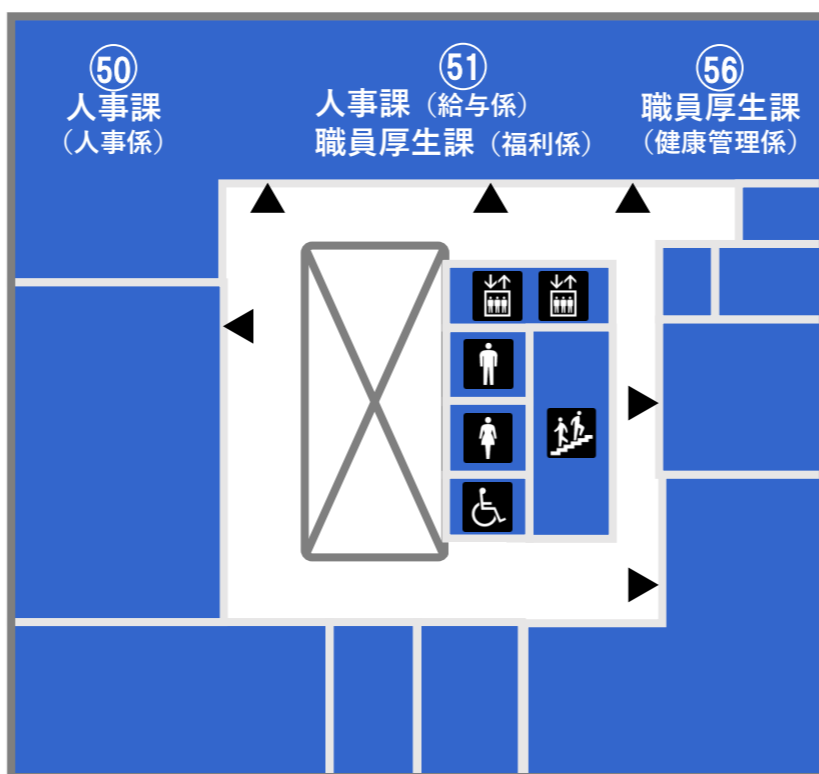 50
人事課
（人事係）
51
人事課（給与係）
職員厚生課（福利係）
56
職員厚生課
（健康管理係）